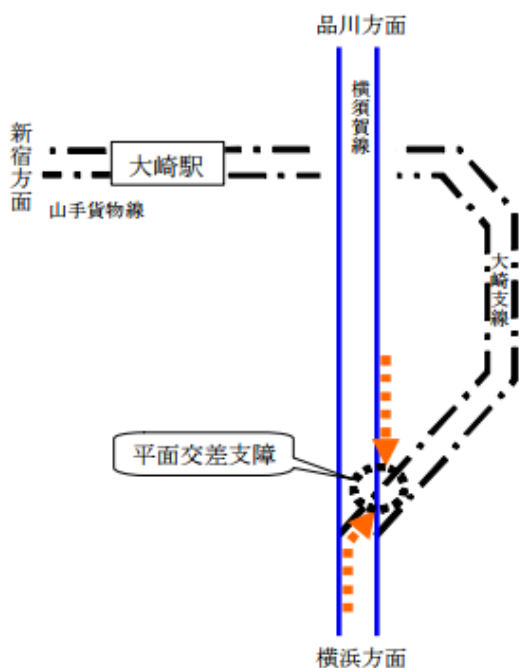 品川方面
横須賀線
新宿方面
大崎駅
山手貨物線
大崎支線
平面交差支障
横浜方面